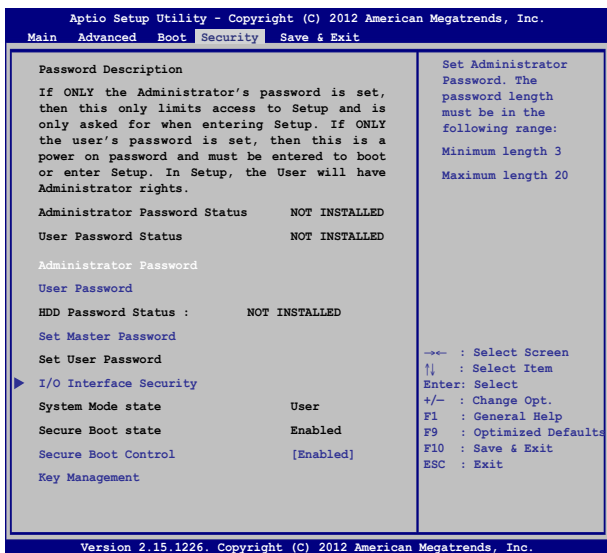 Aptio Setup Utility - Copyright (C) 2012 American Megatrends, Inc.
Main Advanced Boot Security Save & Exit
Password Description
If ONLY the Administrator's password is set,
then this only limits access to Setup and is
only asked for when entering Setup. If ONLY
the user's password is set, then this is a
power on password and must be entered to boot
or enter Setup. In Setup, the User will have
Administrator rights.
Administrator Password Status NOT INSTALLED
User Password Status NOT INSTALLED
Administrator Password
User Password
HDD Password Status : NOT INSTALLED
Set Master Password
Set User Password
I/O Interface Security
System Mode state User
Secure Boot state Enabled
Secure Boot Control [Enabled]
Key Management
Set Administrator
Password. The
password length
must be in the
following range:
Minimum length 3
Maximum length 20
→← : Select Screen
↑↓ : Select Item
Enter: Select
+/— : Change Opt.
F1 : General Help
F9 : Optimized Defaults
F10 : Save & Exit
ESC : Exit
Version 2.15.1226. Copyright (C) 2012 American Megatrends, Inc.